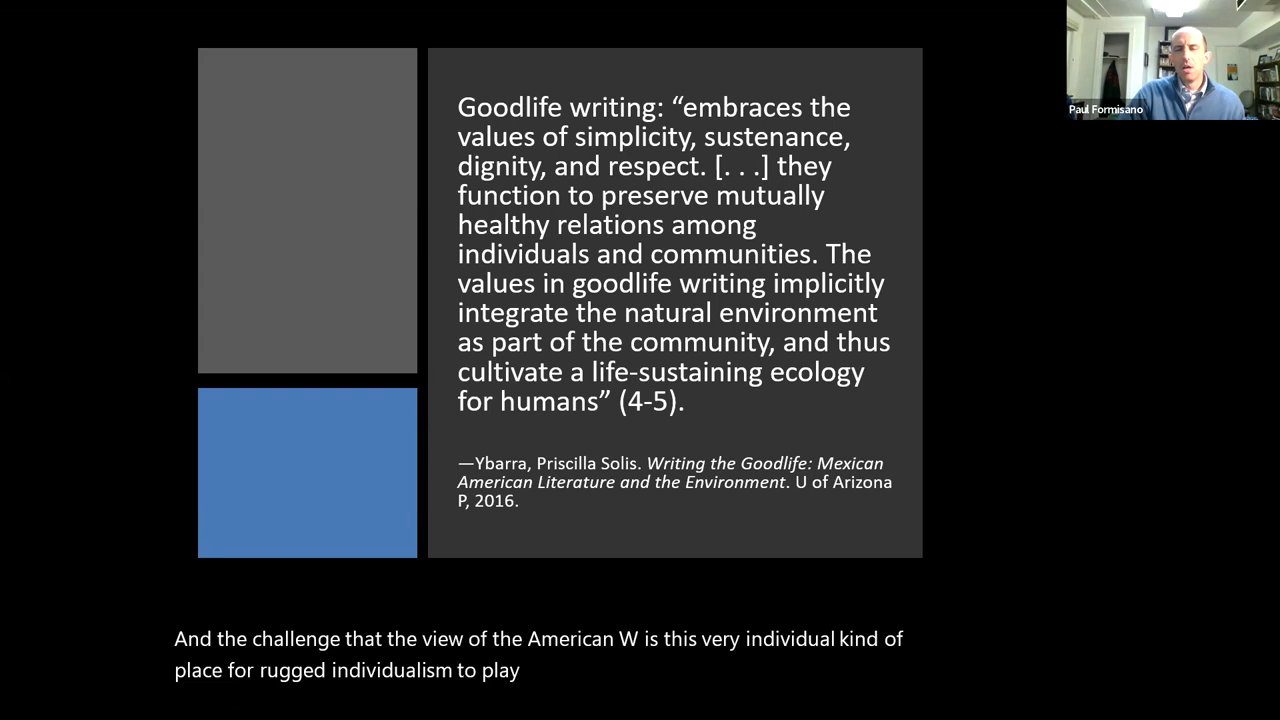 Goodlife writing: “embraces the
values of simplicity, sustenance,
dignity, and respect. [. . .] they
function to preserve mutually
healthy relations among
individuals and communities. The
values in goodlife writing implicitly
integrate the natural environment
as part of the community, and thus
cultivate a life-sustaining ecology
for humans” (4-5).
—Ybarra, Priscilla Solis. Writing the Goodlife: Mexican
American Literature and the Environment. U of Arizona
P, 2016.
Paul Formisano
And the challenge that the view of the American W is this very individual kind of
place for rugged individualism to play